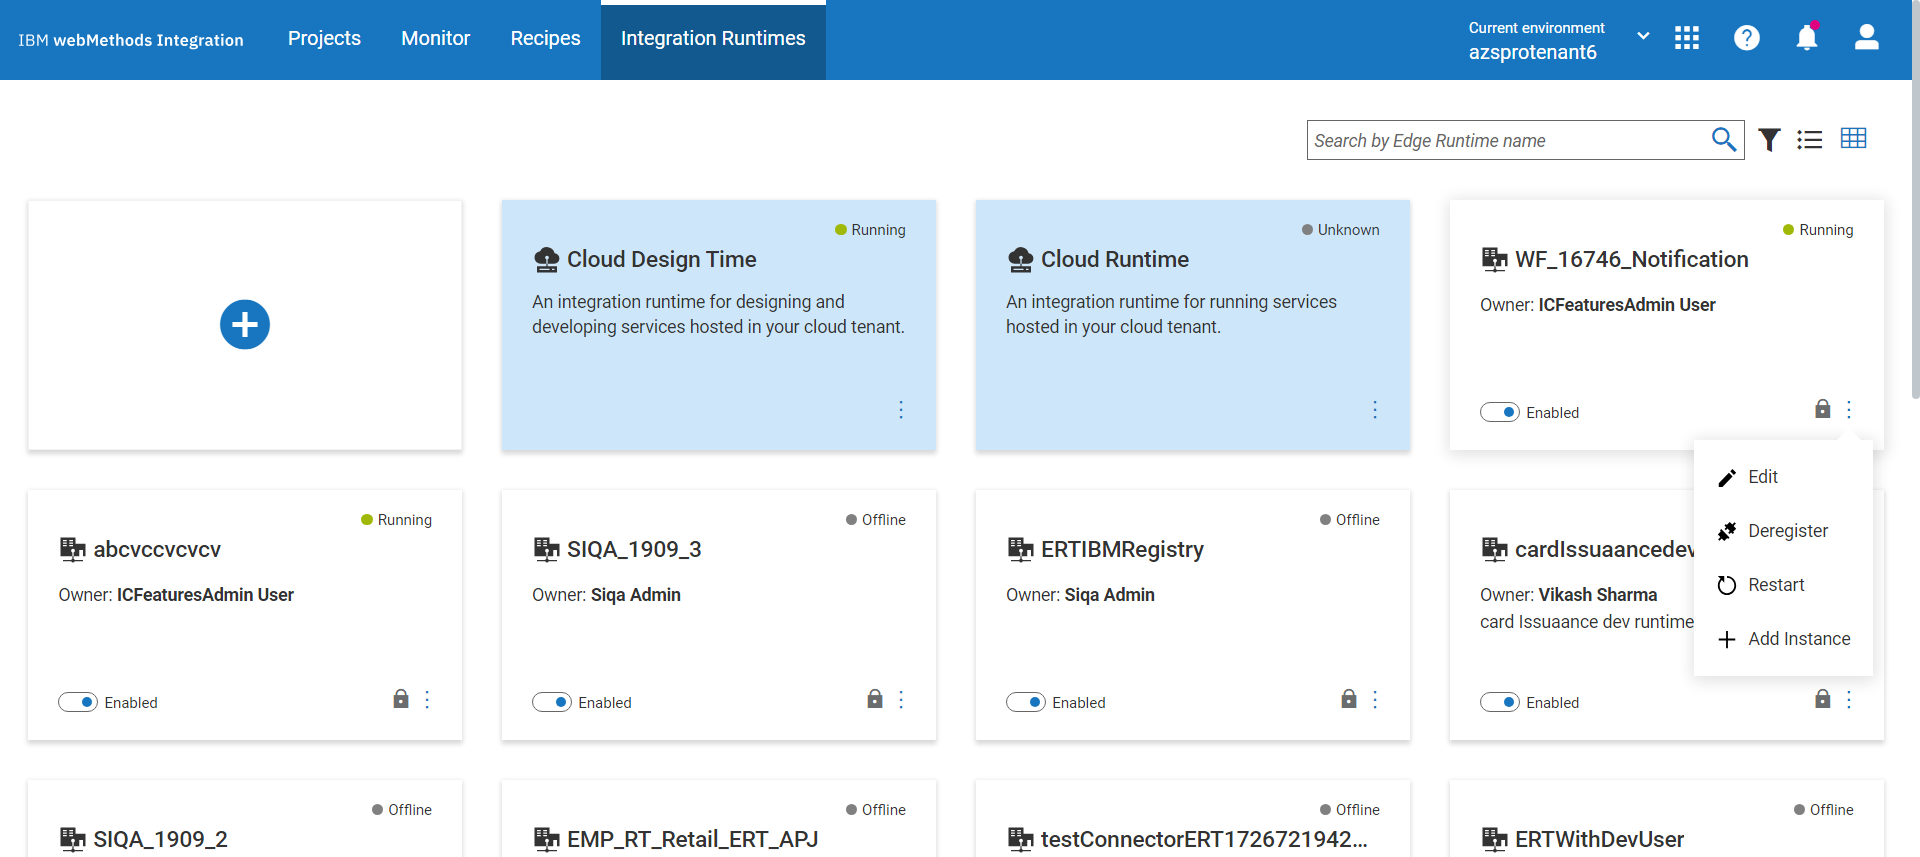 IBM webMethods Integration
Projects
Monitor
Recipes
Integration Runtimes
Current environment
azsprotenant6
Search by Edge Runtime name
Running
Cloud Design Time
An integration runtime for designing and
developing services hosted in your cloud tenant.
Unknown
Cloud Runtime
An integration runtime for running services
hosted in your cloud tenant.
Running
WF_16746_Notification
Owner: ICFeaturesAdmin User
Enabled
Edit
Deregister
Restart
Add Instance
Running
abcvccvcvcv
Owner: ICFeaturesAdmin User
Enabled
Offline
SIQA_1909_3
Owner: Siqa Admin
Enabled
Offline
ERTIBMRegistry
Owner: Siqa Admin
Enabled
cardIssuaancedev
Owner: Vikash Sharma
card Issuaance dev runtime
Enabled
Offline
SIQA_1909_2
Offline
EMP_RT_Retail_ERT_APJ
Offline
testConnectorERT1726721942...
Offline
ERTWithDevUser